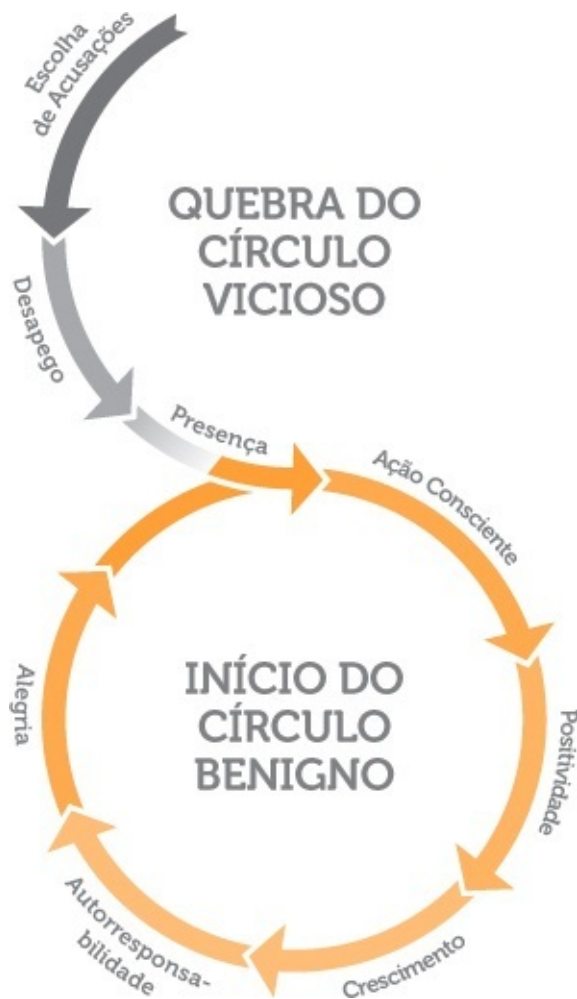 Escolha
de Acusações
QUEBRA DO
CÍRCULO
VICIOSO
Desapego
Presença
Ação Consciente
INÍCIO DO
CÍRCULO
BENIGNO
Positividade
Crescimento
Autorresponsa-
bilidade
Alegria